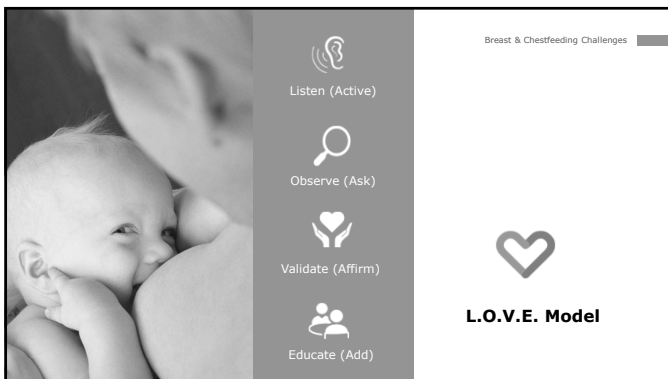 Listen (Active)
Observe (Ask)
Validate (Affirm)
Educate (Add)
Breast & Chestfeeding Challenges
L.O.V.E. Model